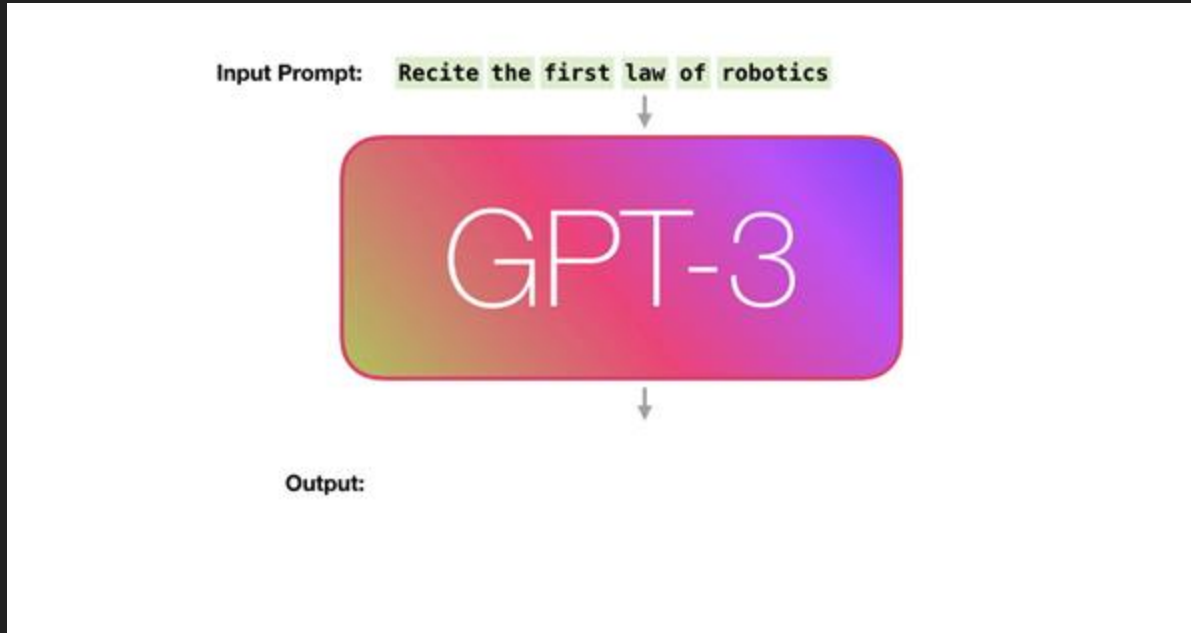 Input Prompt: Recite the first law of robotics
GPT-3
Output: